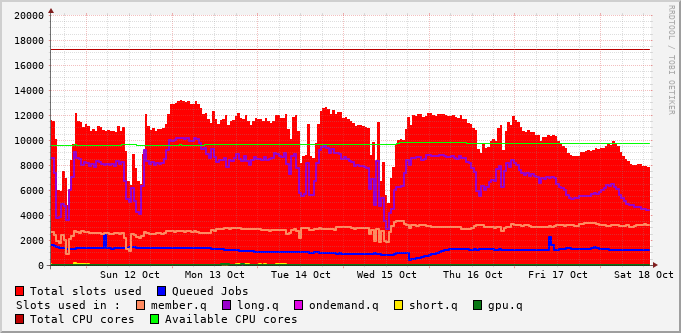 20000
18000
16000
14000
12000
10000
8000
6000
4000
2000
0
Sun 12 Oct Mon 13 Oct Tue 14 Oct Wed 15 Oct Thu 16 Oct Fri 17 Oct Sat 18 Oct
RRDTOOL / TOBI OETIKER
Total slots used Queued Jobs
Slots used in : member.q long.q ondemand.q short.q gpu.q
Total CPU cores Available CPU cores